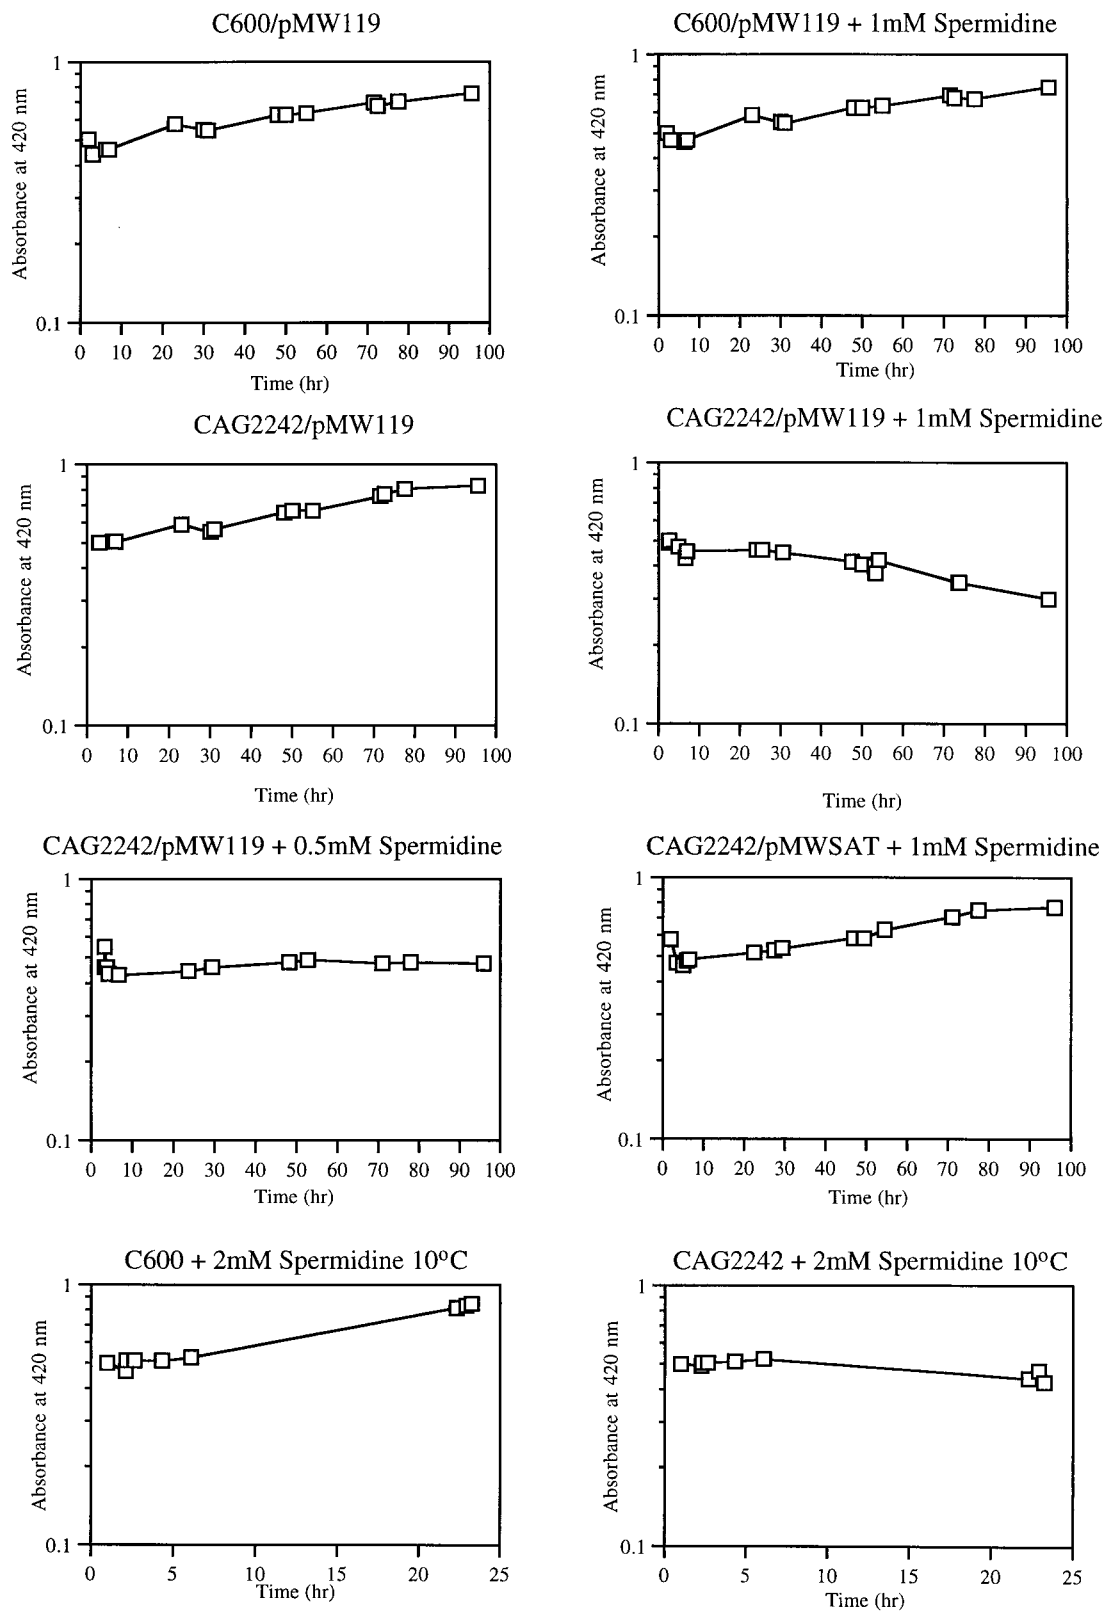 C600/pMW119
1
Absorbance at 420 nm
0.1
0 10 20 30 40 50 60 70 80 90 100
Time (hr)
C600/pMW119 + 1mM Spermidine
1
Absorbance at 420 nm
0.1
0 10 20 30 40 50 60 70 80 90 100
Time (hr)
CAG2242/pMW119
1
Absorbance at 420 nm
0.1
0 10 20 30 40 50 60 70 80 90 100
Time (hr)
CAG2242/pMW119 + 1mM Spermidine
1
Absorbance at 420 nm
0.1
0 10 20 30 40 50 60 70 80 90 100
Time (hr)
CAG2242/pMW119 + 0.5mM Spermidine
1
Absorbance at 420 nm
0.1
0 10 20 30 40 50 60 70 80 90 100
Time (hr)
CAG2242/pMWSAT + 1mM Spermidine
1
Absorbance at 420 nm
0.1
0 10 20 30 40 50 60 70 80 90 100
Time (hr)
C600 + 2mM Spermidine 10°C
1
Absorbance at 420 nm
0.1
0 5 10 15 20 25
Time (hr)
CAG2242 + 2mM Spermidine 10°C
1
Absorbance at 420 nm
0.1
0 5 10 15 20 25
Time (hr)